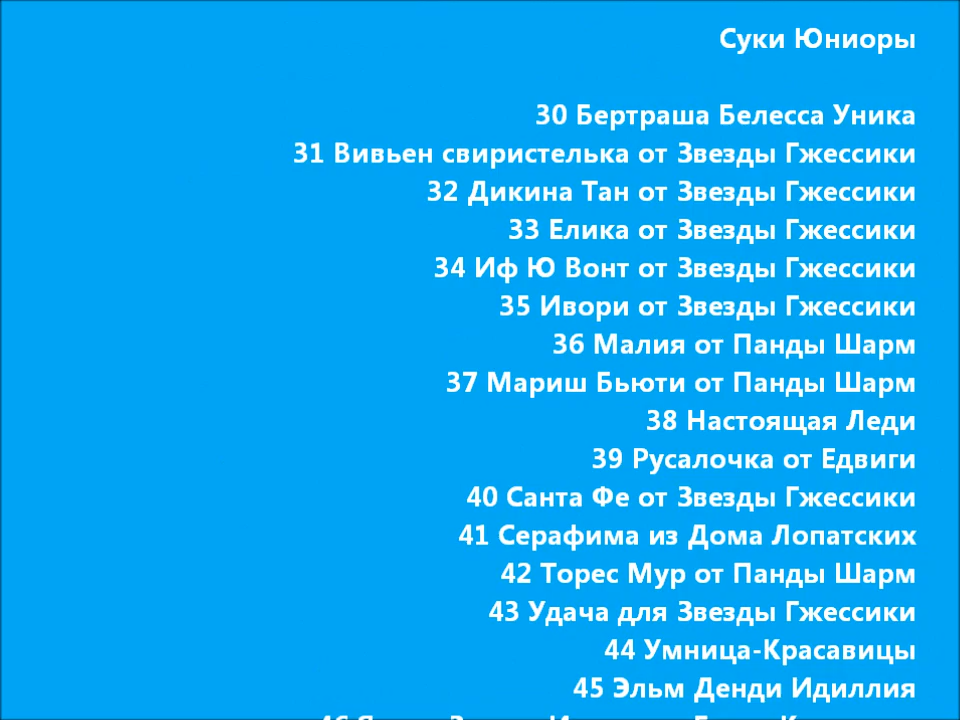 Суки Юниоры
30 Бертраша Белесса Уника
31 Вивьен свиристелька от Звезды Гжессики
32 Дикина Тан от Звезды Гжессики
33 Елика от Звезды Гжессики
34 Иф Ю Вонт от Звезды Гжессики
35 Ивори от Звезды Гжессики
36 Малия от Панды Шарм
37 Мариш Бьюти от Панды Шарм
38 Настоящая Леди
39 Русалочка от Едвиги
40 Санта Фе от Звезды Гжессики
41 Серафима из Дома Лопатских
42 Торес Мур от Панды Шарм
43 Удача для Звезды Гжессики
44 Умница-Красавицы
45 Эльм Денди Идиллия